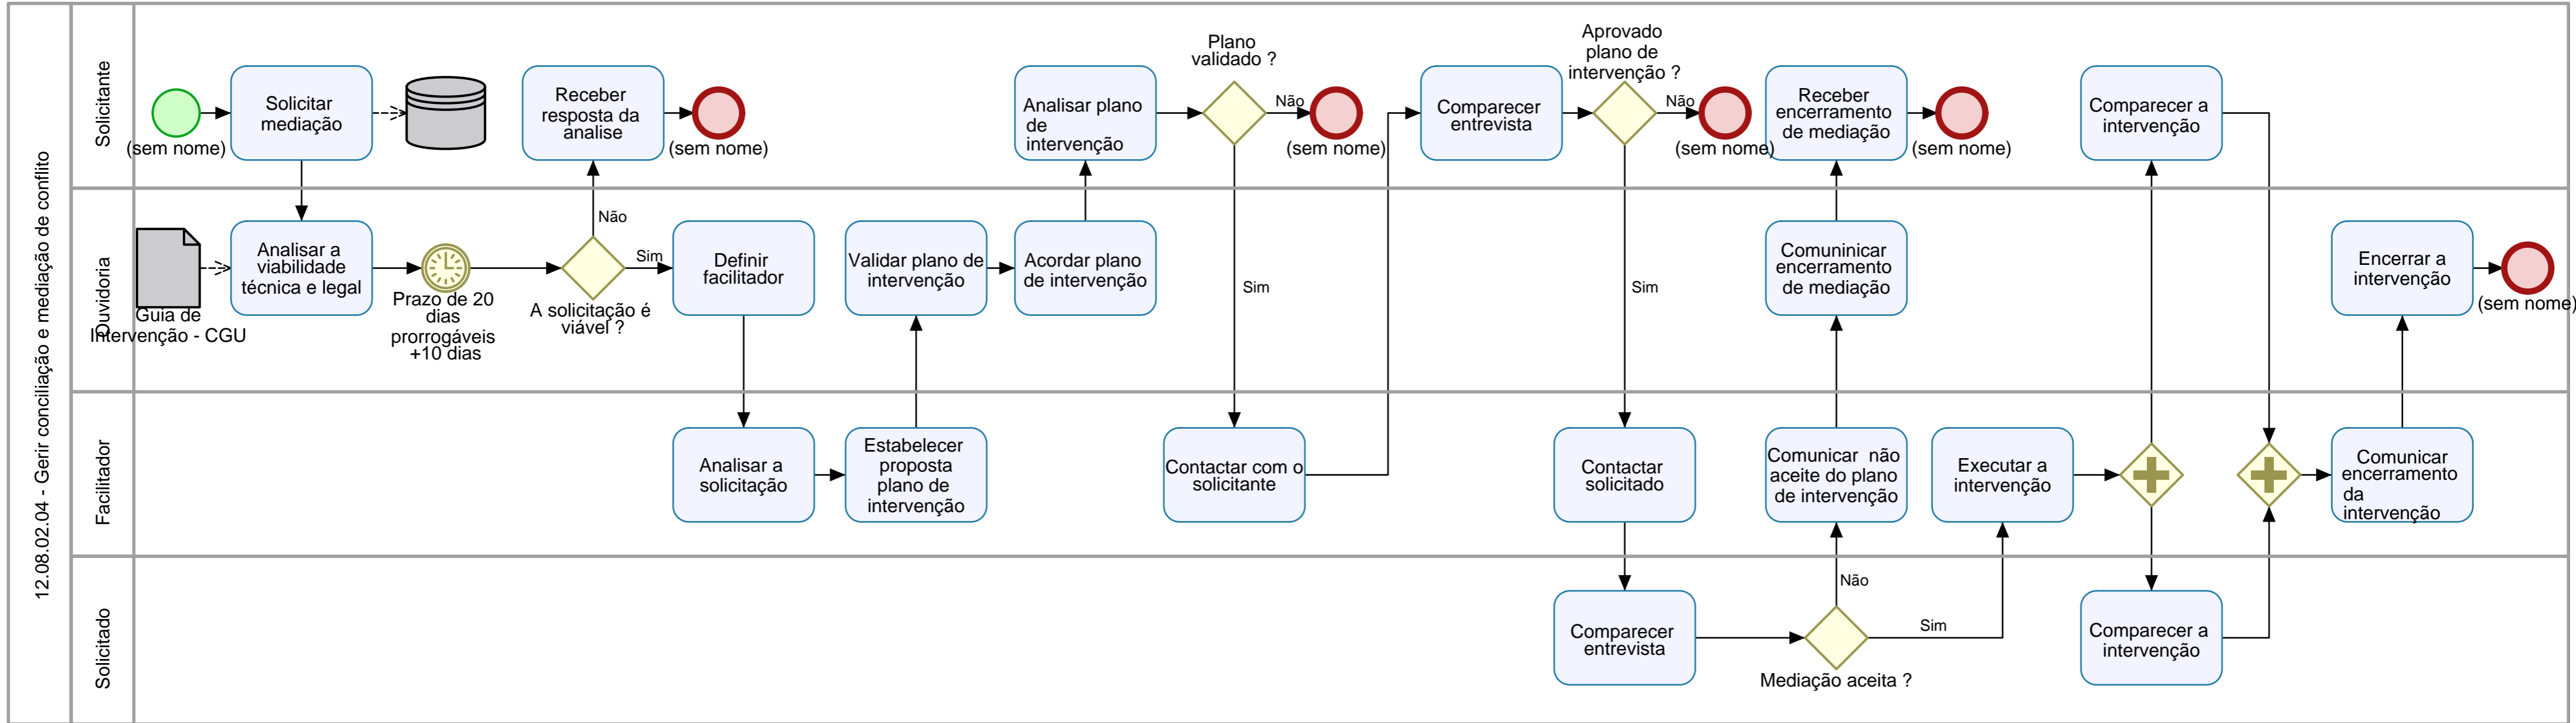 12.08.02.04 - Gerir conciliação e mediação de conflito
Solicitante
(sem nome)
Solicitar
mediação
Receber
resposta da
analise
(sem nome)
Analisar plano
de
intervenção
Plano
validado ?
Não
(sem nome)
Sim
Comparecer
entrevista
Aprovado
plano de
intervenção ?
Não
(sem nome)
Sim
Receber
encerramento
de mediação
(sem nome)
Comparecer a
intervenção
Ouvidoria
Guia de
Intervenção - CGU
Analisar a
viabilidade
técnica e legal
Prazo de 20
dias
prorrogáveis
+10 dias
Não
Sim
A solicitação é
viável ?
Definir
facilitador
Validar plano de
intervenção
Acordar plano
de intervenção
Comuninicar
encerramento
de mediação
Encerrar a
intervenção
(sem nome)
Facilitador
Analisar a
solicitação
Estabelecer
proposta
plano de
intervenção
Contactar com o
solicitante
Contactar
solicitado
Comunicar  não
aceite do plano
de intervenção
Executar a
intervenção
Comunicar
encerramento
da
intervenção
Solicitado
Comparecer
entrevista
Não
Sim
Mediação aceita ?
Comparecer a
intervenção